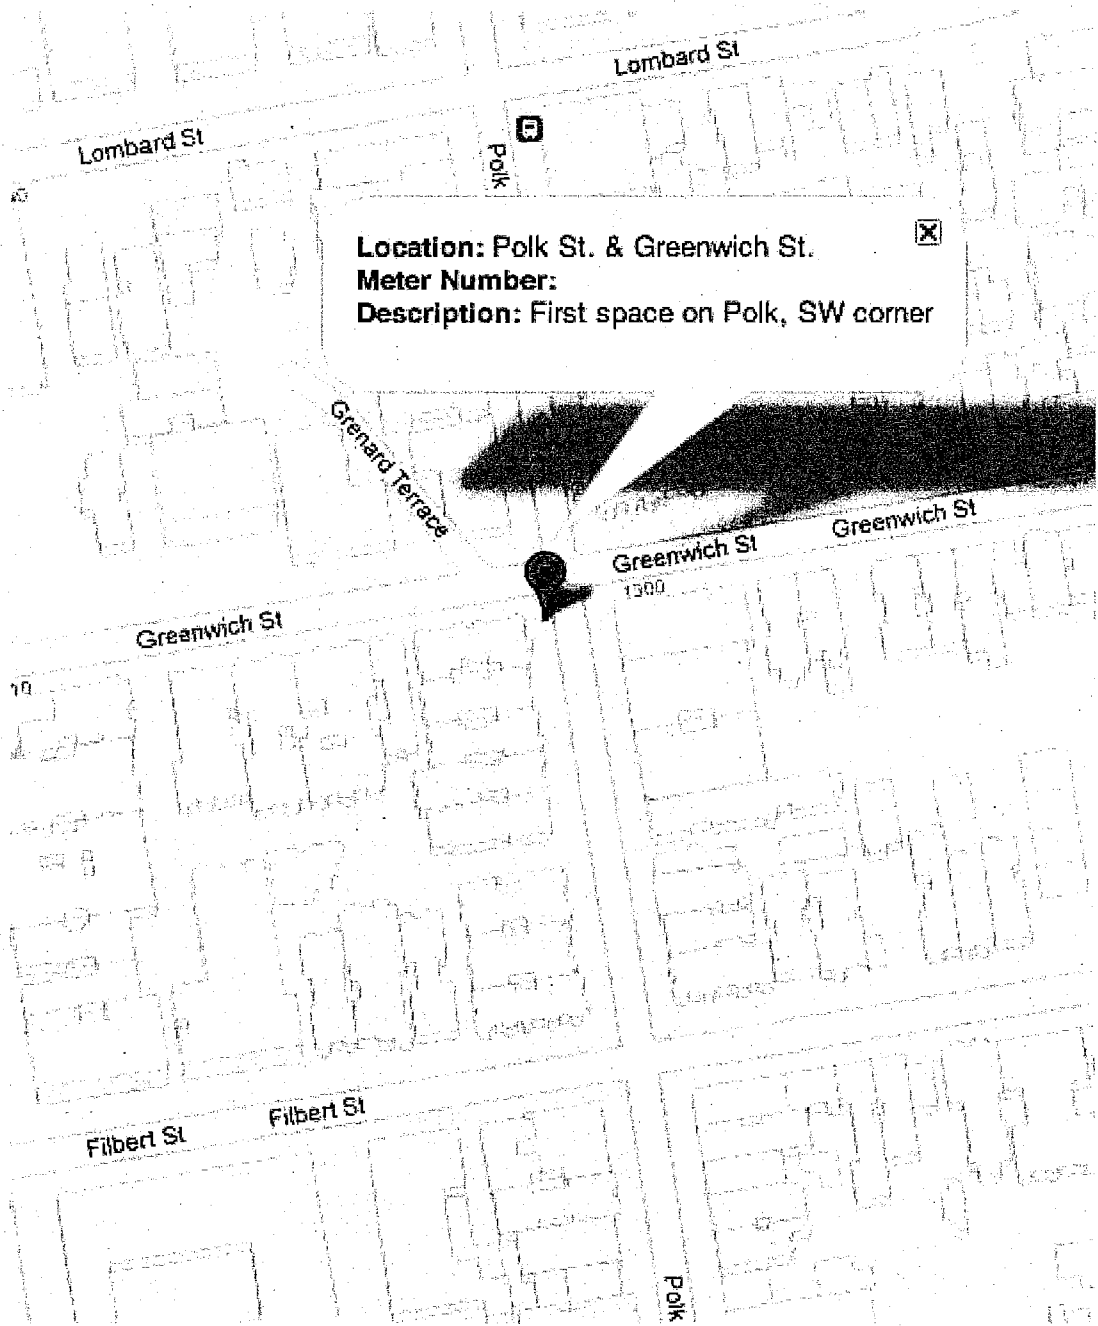 Lombard St
Lombard St
Polk
Location: Polk St. & Greenwich St.
Meter Number:
Description: First space on Polk, SW corner
Grenard Terrace
Greenwich St
Greenwich St
1300
Greenwich St
Filbert St
Filbert St
Polk